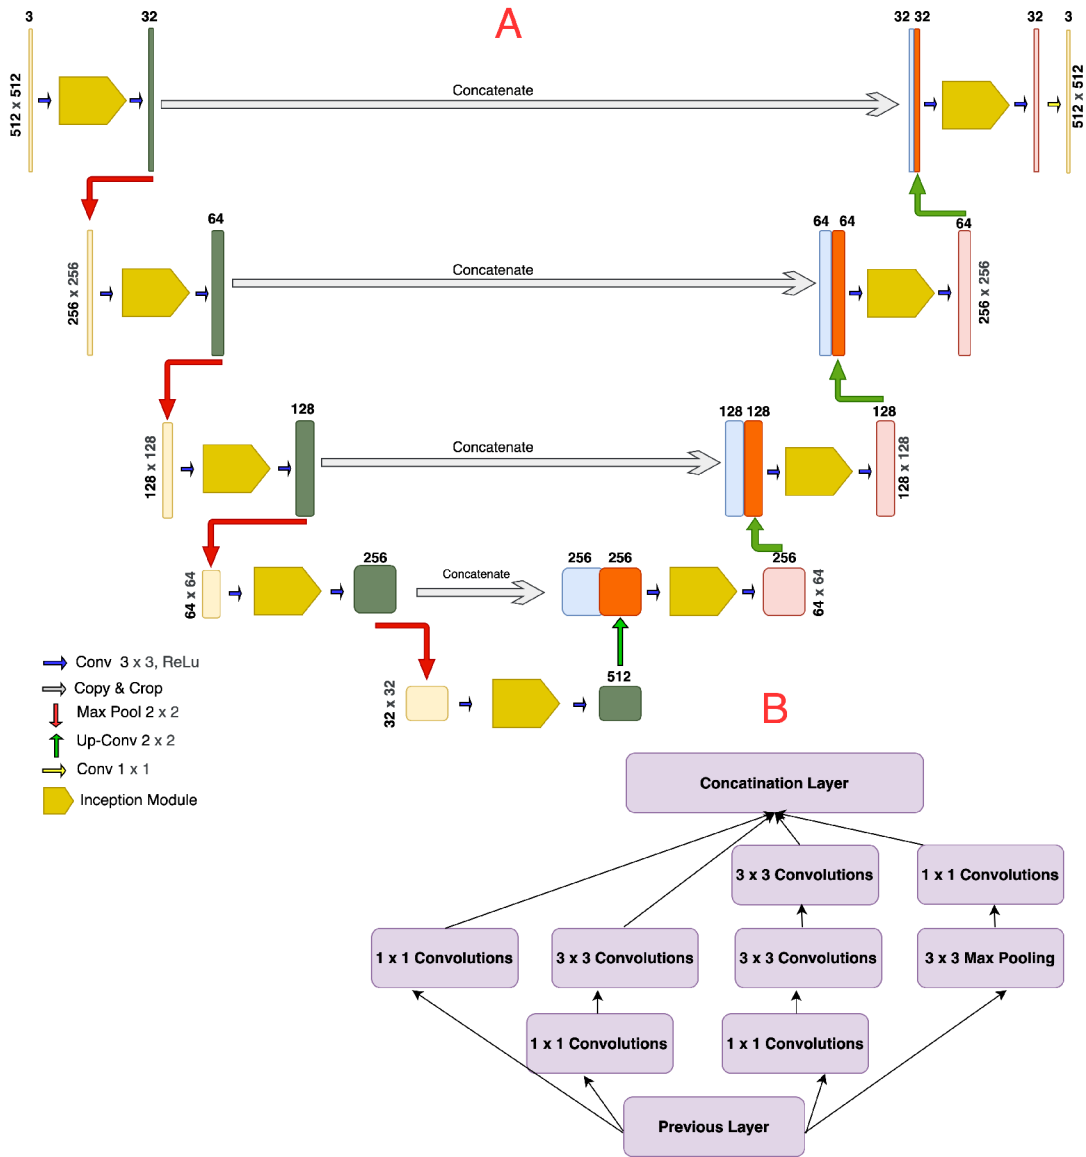 A
3
32
32 32
32
3
512 x 512
Concatenate
512 x 512
64
64
64
64
256 x 256
Concatenate
256 x 256
128
128 128
128
128 x 128
Concatenate
128 x 128
256
256
256
256
64 x 64
Concatenate
64 x 64
512
32 x 32
Conv 3 x 3, ReLu
Copy & Crop
Max Pool 2 x 2
Up-Conv 2 x 2
Conv 1 x 1
Inception Module
B
Concatination Layer
3 x 3 Convolutions
1 x 1 Convolutions
1 x 1 Convolutions
3 x 3 Convolutions
3 x 3 Convolutions
3 x 3 Max Pooling
1 x 1 Convolutions
1 x 1 Convolutions
Previous Layer